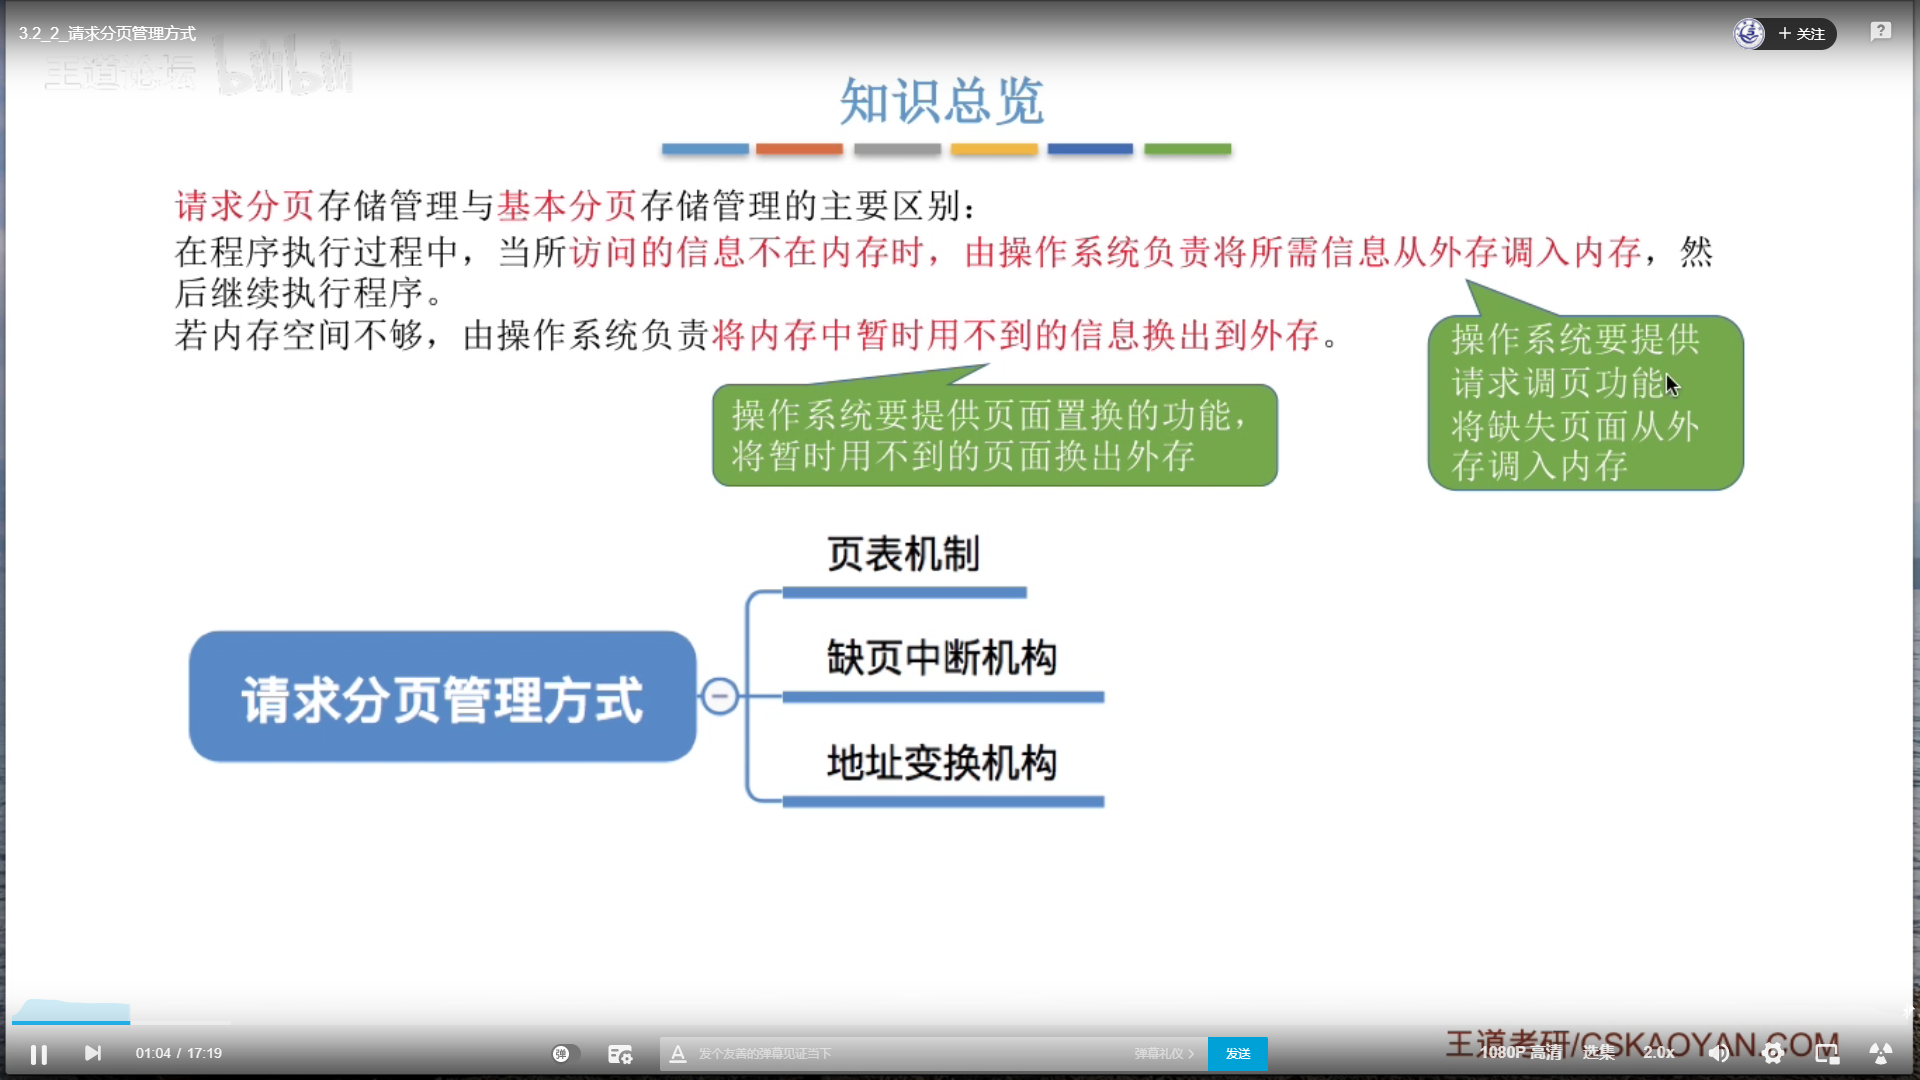 3.2_2_请求分页管理方式
+ 关注
王道论坛 bilibili
知识总览
请求分页存储管理与基本分页存储管理的主要区别：
在程序执行过程中，当所访问的信息不在内存时，由操作系统负责将所需信息从外存调入内存，然
后继续执行程序。
若内存空间不够，由操作系统负责将内存中暂时用不到的信息换出到外存。
操作系统要提供
请求调页功能，
将缺失页面从外
存调入内存
操作系统要提供页面置换的功能，
将暂时用不到的页面换出外存
页表机制
缺页中断机构
请求分页管理方式
地址变换机构
王道考研/CSKAOYAN.COM
01:04 / 17:19
弹
发个友善的弹幕见证当下
弹幕礼仪 >
发送
1080P 高清
选集
2.0x